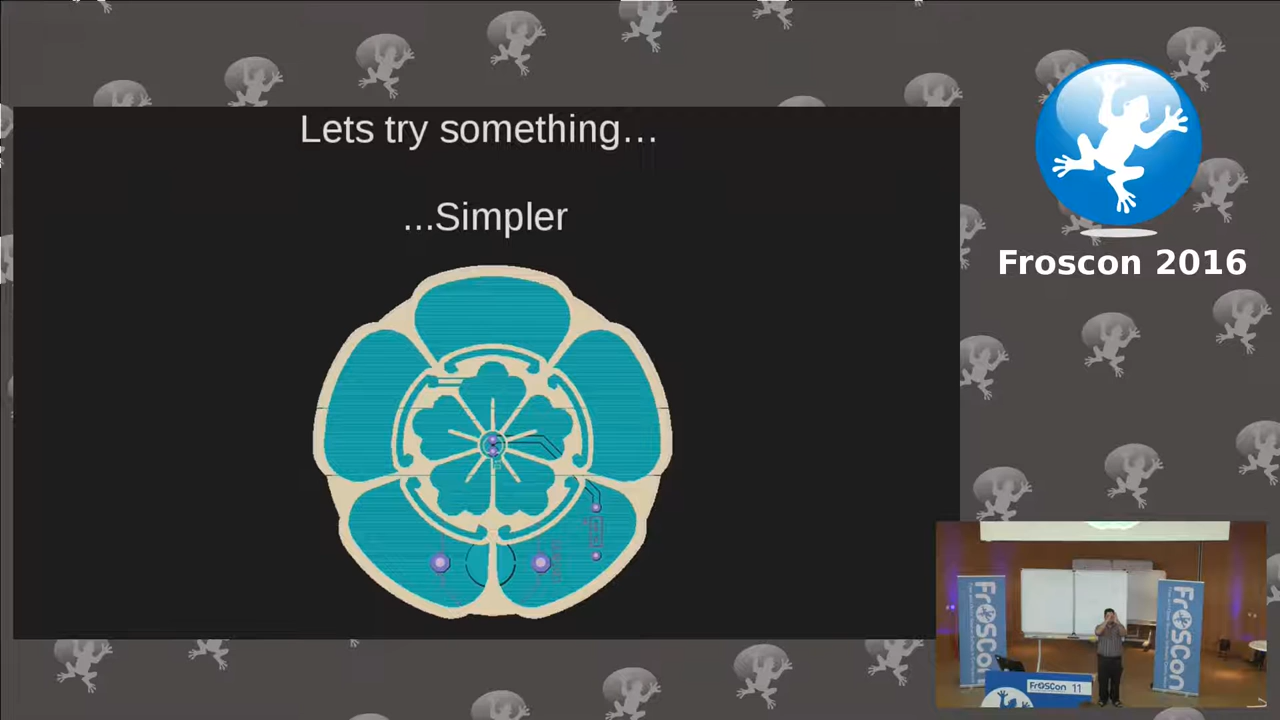 Lets try something...
...Simpler
Froscon 2016
FrOSCon
FrOSCon
FrOSCon 11